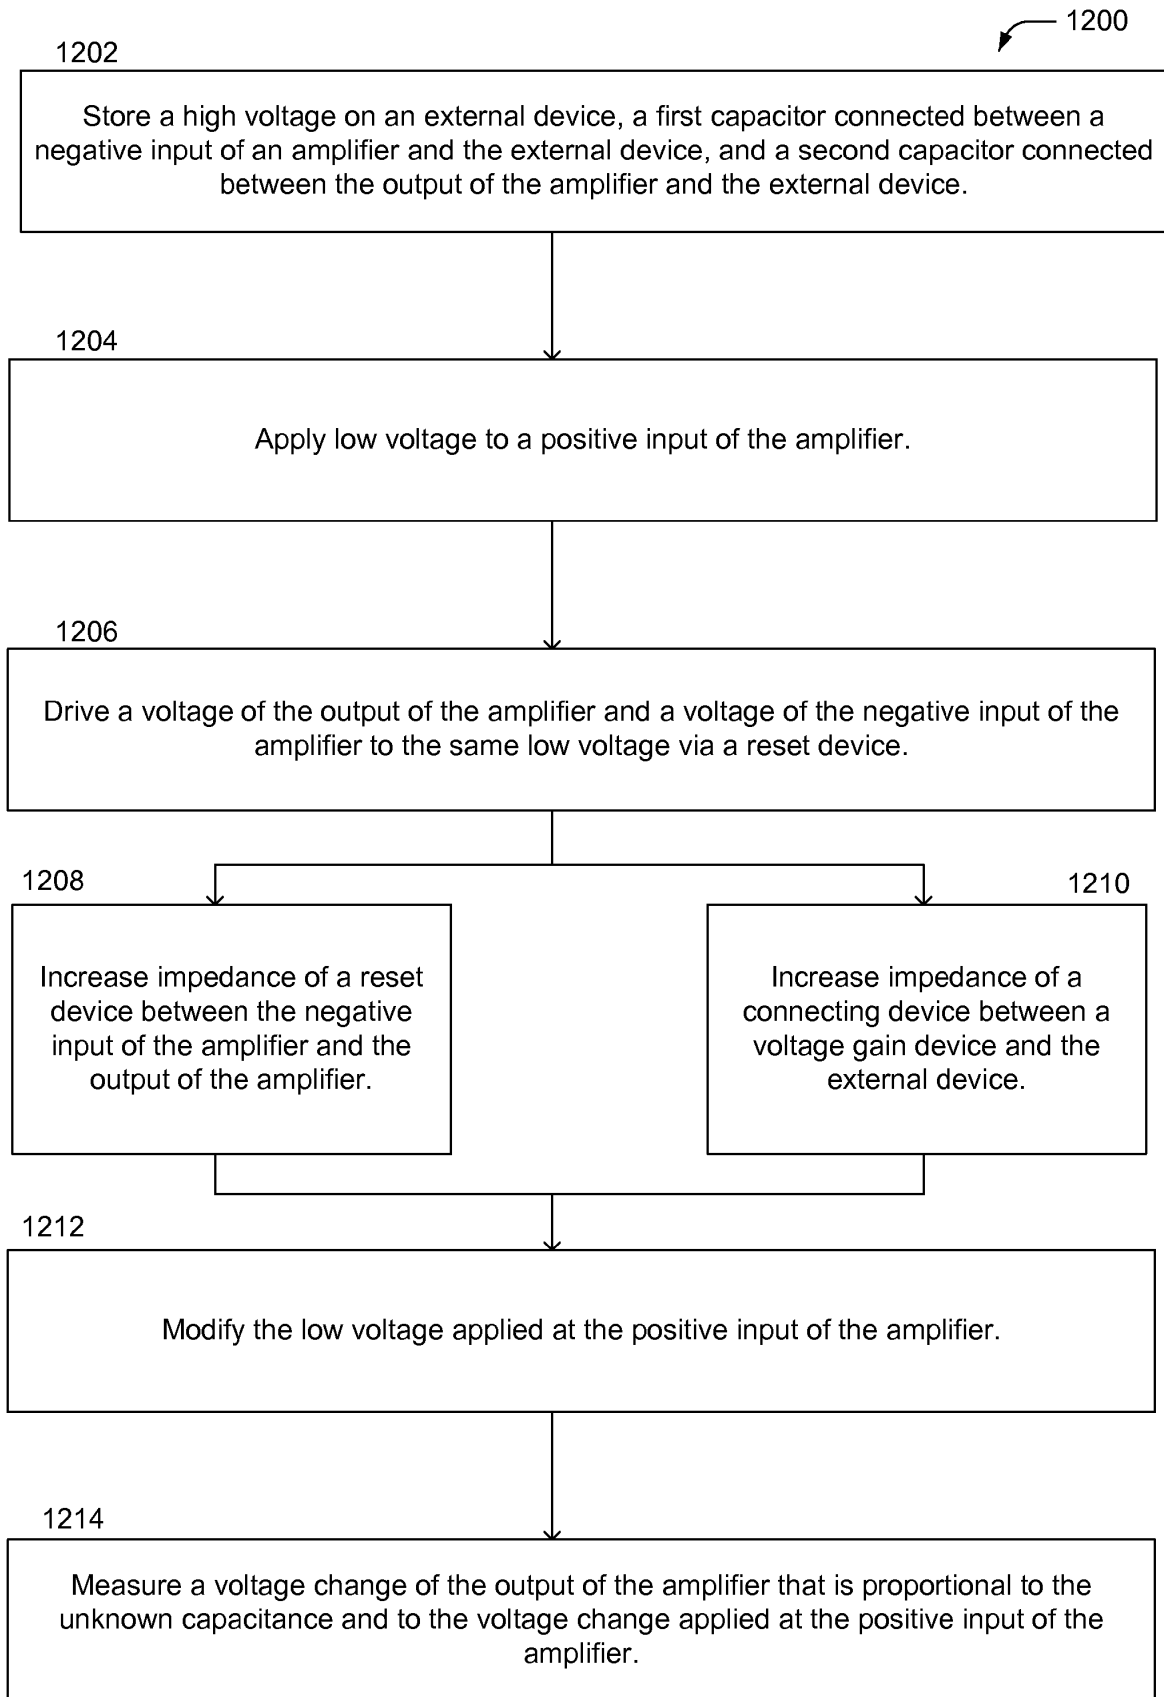 1200
1202
Store a high voltage on an external device, a first capacitor connected between a
negative input of an amplifier and the external device, and a second capacitor connected
between the output of the amplifier and the external device.
1204
Apply low voltage to a positive input of the amplifier.
1206
Drive a voltage of the output of the amplifier and a voltage of the negative input of the
amplifier to the same low voltage via a reset device.
1208
Increase impedance of a reset
device between the negative
input of the amplifier and the
output of the amplifier.
1210
Increase impedance of a
connecting device between a
voltage gain device and the
external device.
1212
Modify the low voltage applied at the positive input of the amplifier.
1214
Measure a voltage change of the output of the amplifier that is proportional to the
unknown capacitance and to the voltage change applied at the positive input of the
amplifier.